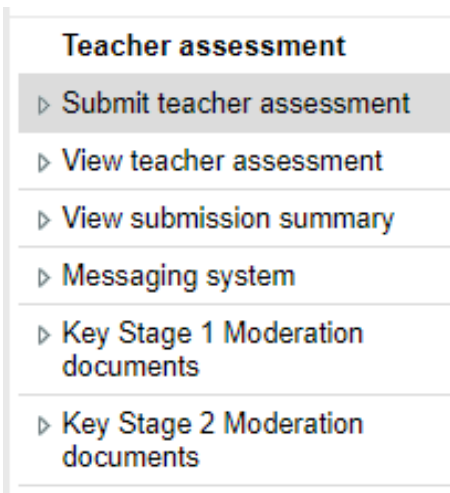 Teacher assessment
Submit teacher assessment
View teacher assessment
View submission summary
Messaging system
Key Stage 1 Moderation
documents
Key Stage 2 Moderation
documents